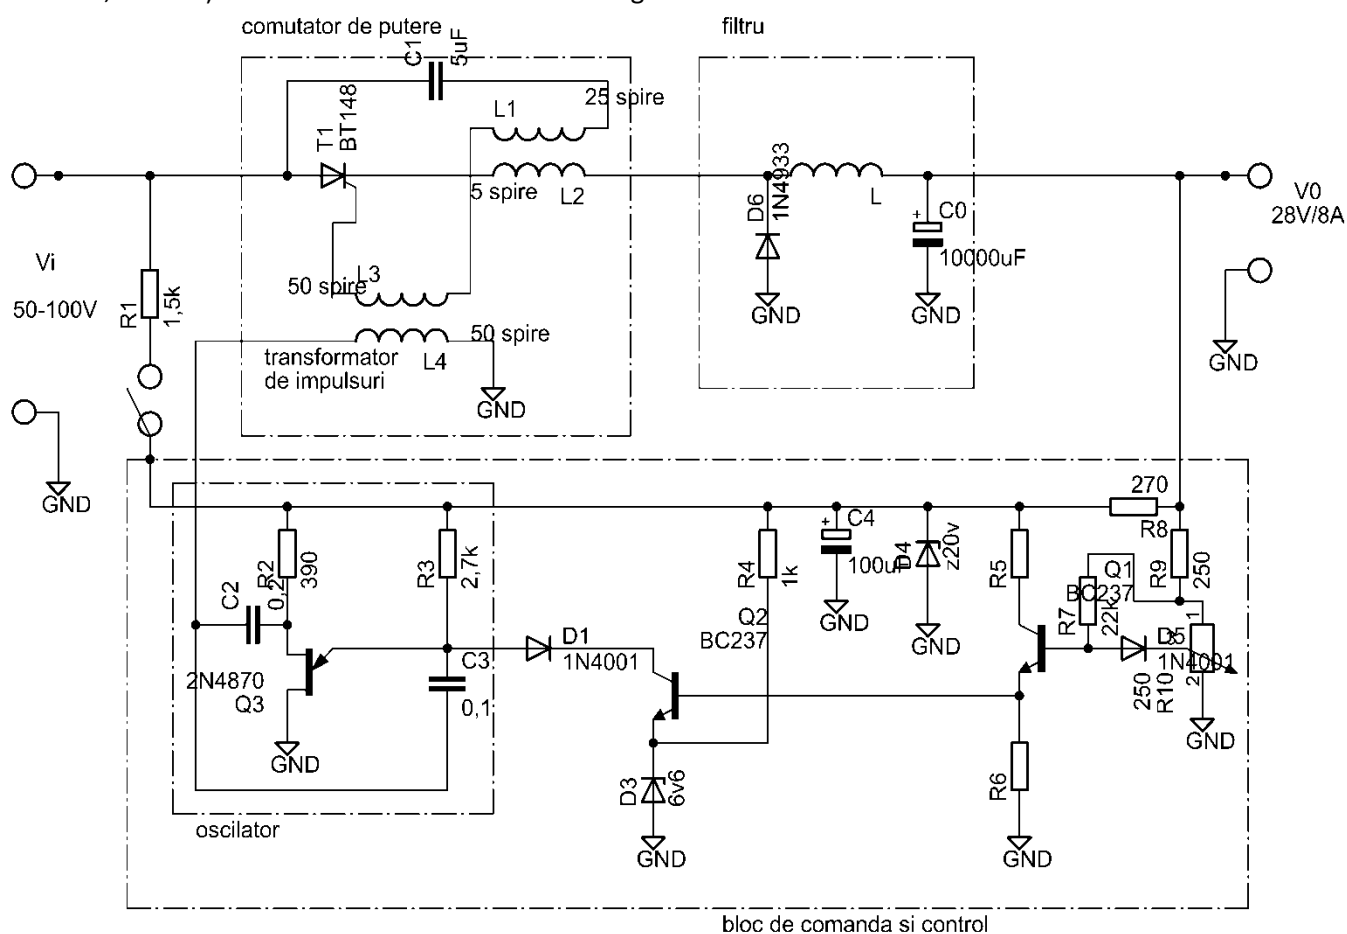 comutator de putere
filtru
C1
5uF
25 spire
T1
BT148
L1
5 spire
L2
D6
1N4933
L
C0
+
10000uF
V0
28V/8A
Vi
50-100V
R1
1,5k
50 spire
L3
50 spire
L4
transformator
de impulsuri
GND
GND
GND
GND
GND
270
R8
R2
390
R3
2,7k
C2
0,2
R4
1k
+
C4
100uF
D4
z20v
R5
Q1
BC237
R7
22k
R9
250
Q2
BC237
GND
GND
D1
1N4001
D5
1N4001
1
3
2
250
R10
2N4870
Q3
C3
0,1
GND
GND
D3
6v6
R6
GND
GND
oscilator
bloc de comanda si control